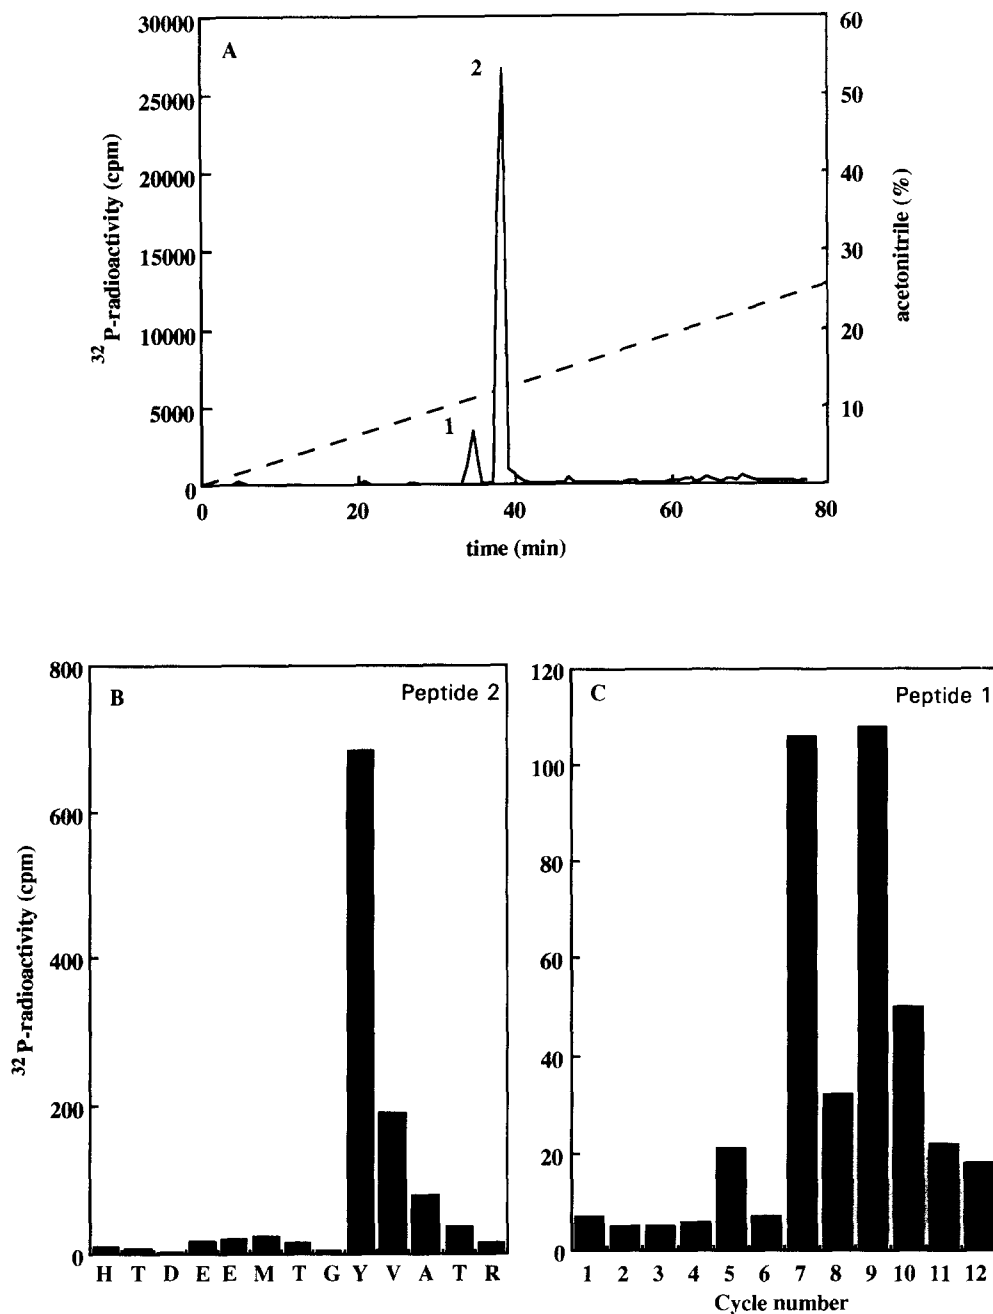 A
30000
25000
20000
15000
10000
5000
0
³²P-radioactivity (cpm)
60
50
40
30
20
10
acetonitrile (%)
2
1
0 20 40 60 80
time (min)
B
Peptide 2
800
600
400
200
0
³²P-radioactivity (cpm)
H T D E E M T G Y V A T R
C
Peptide 1
120
100
80
60
40
20
0
1 2 3 4 5 6 7 8 9 10 11 12
Cycle number